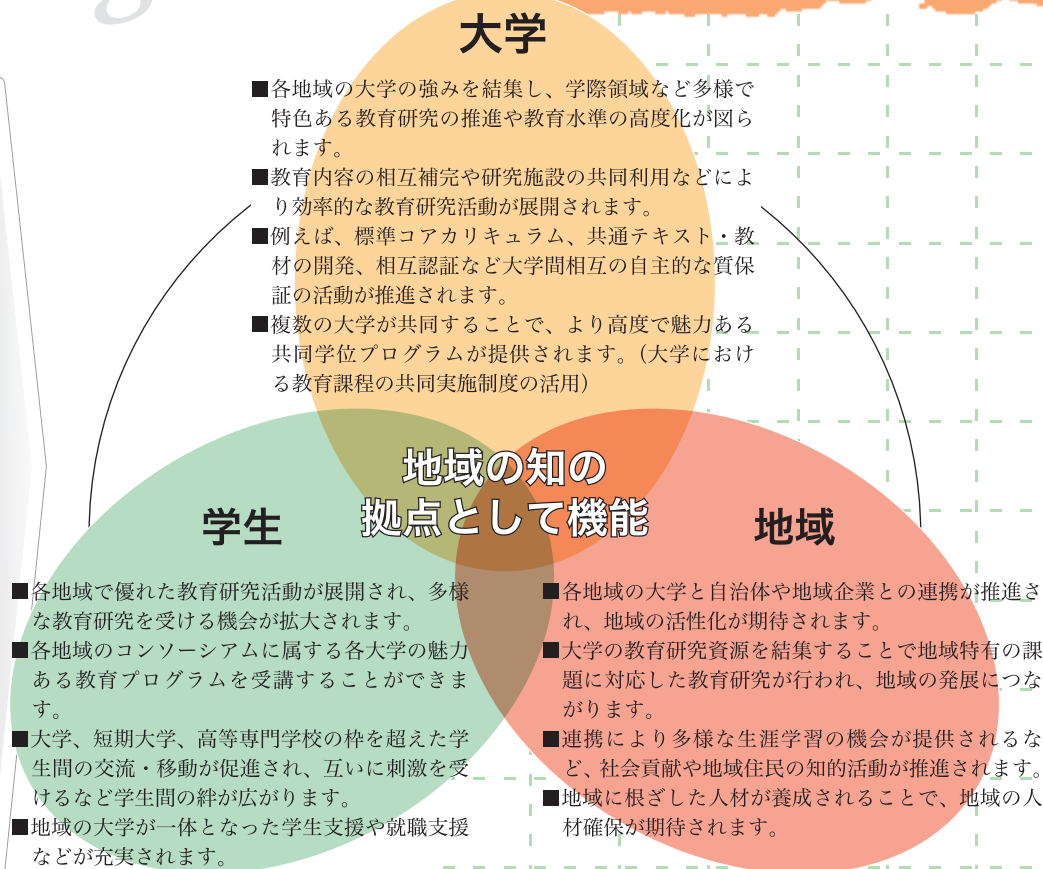 大学
■各地域の大学の強みを結集し、学際領域など多様で
特色ある教育研究の推進や教育水準の高度化が図ら
れます。
■教育内容の相互補完や研究施設の共同利用などによ
り効率的な教育研究活動が展開されます。
■例えば、標準コアカリキュラム、共通テキスト・教
材の開発、相互認証など大学間相互の自主的な質保
証の活動が推進されます。
■複数の大学が共同することで、より高度で魅力ある
共同学位プログラムが提供されます。(大学におけ
る教育課程の共同実施制度の活用)
地域の知の
拠点として機能
学生
■各地域で優れた教育研究活動が展開され、多様
な教育研究を受ける機会が拡大されます。
■各地域のコンソーシアムに属する各大学の魅力
ある教育プログラムを受講することができま
す。
■大学、短期大学、高等専門学校の枠を超えた学
生間の交流・移動が促進され、互いに刺激を受
けるなど学生間の絆が広がります。
■地域の大学が一体となった学生支援や就職支援
などが充実されます。
地域
■各地域の大学と自治体や地域企業との連携が推進さ
れ、地域の活性化が期待されます。
■大学の教育研究資源を結集することで地域特有の課
題に対応した教育研究が行われ、地域の発展につな
がります。
■連携により多様な生涯学習の機会が提供されるな
ど、社会貢献や地域住民の知的活動が推進されます。
■地域に根ざした人材が養成されることで、地域の人
材確保が期待されます。